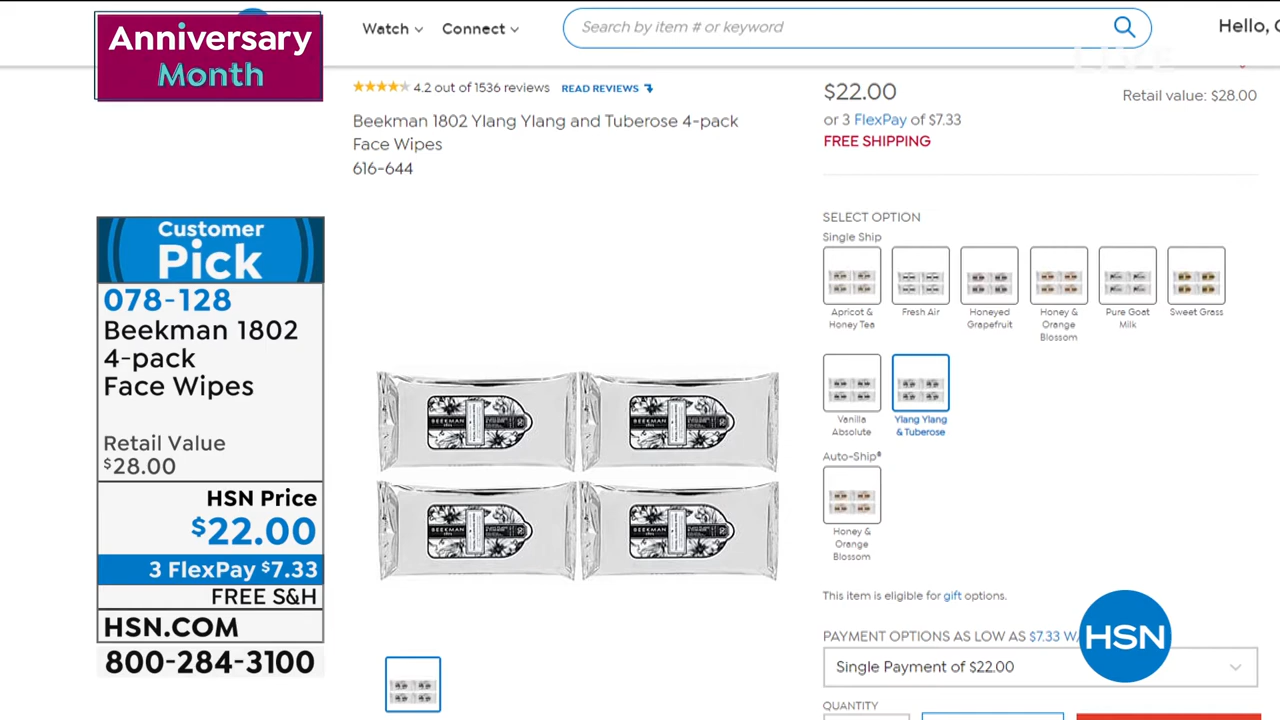 Anniversary
Month
Watch
Connect
Search by item # or keyword
Hello,
LIVE
4.2 out of 1536 reviews
READ REVIEWS
Beekman 1802 Ylang Ylang and Tuberose 4-pack
Face Wipes
616-644
$22.00
Retail value: $28.00
or 3 FlexPay of $7.33
FREE SHIPPING
Customer
Pick
078-128
Beekman 1802
4-pack
Face Wipes
Retail Value
$28.00
HSN Price
$22.00
3 FlexPay $7.33
FREE S&H
HSN.COM
800-284-3100
BEEKMAN
BEEKMAN
BEEKMAN
BEEKMAN
SELECT OPTION
Single Ship
Apricot &
Honey Tea
Fresh Air
Honeyed
Grapefruit
Honey &
Orange
Blossom
Pure Goat
Milk
Sweet Grass
Vanilla
Absolute
Ylang Ylang
& Tuberose
Auto-Ship®
Honey &
Orange
Blossom
This item is eligible for gift options.
PAYMENT OPTIONS AS LOW AS $7.33
HSN
Single Payment of $22.00
QUANTITY